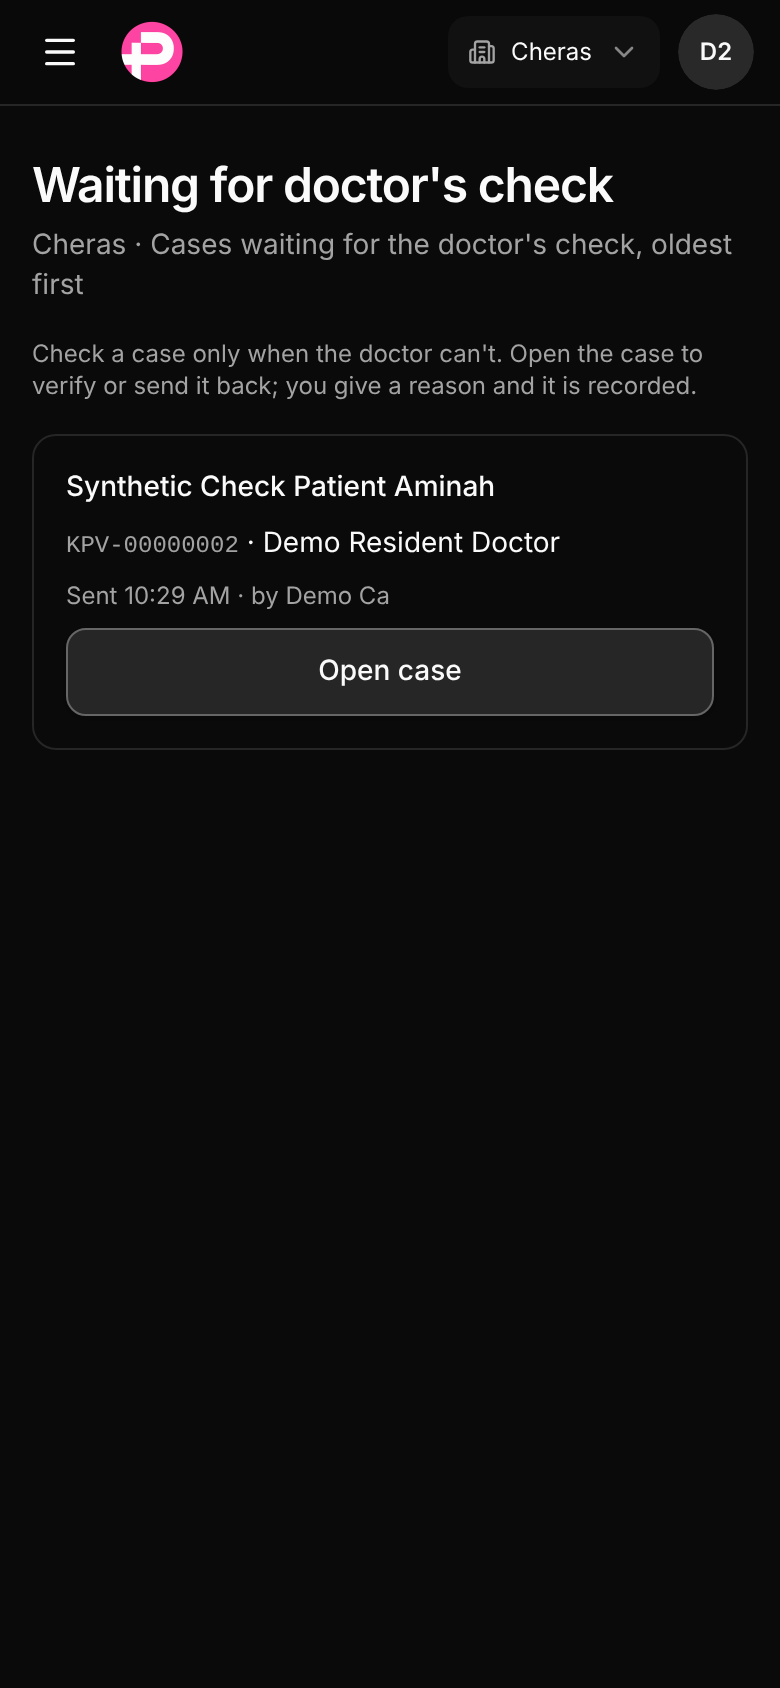 Cheras
D2
Waiting for doctor's check
Cheras · Cases waiting for the doctor's check, oldest
first
Check a case only when the doctor can't. Open the case to
verify or send it back; you give a reason and it is recorded.
Synthetic Check Patient Aminah
KPV-00000002 · Demo Resident Doctor
Sent 10:29 AM · by Demo Ca
Open case